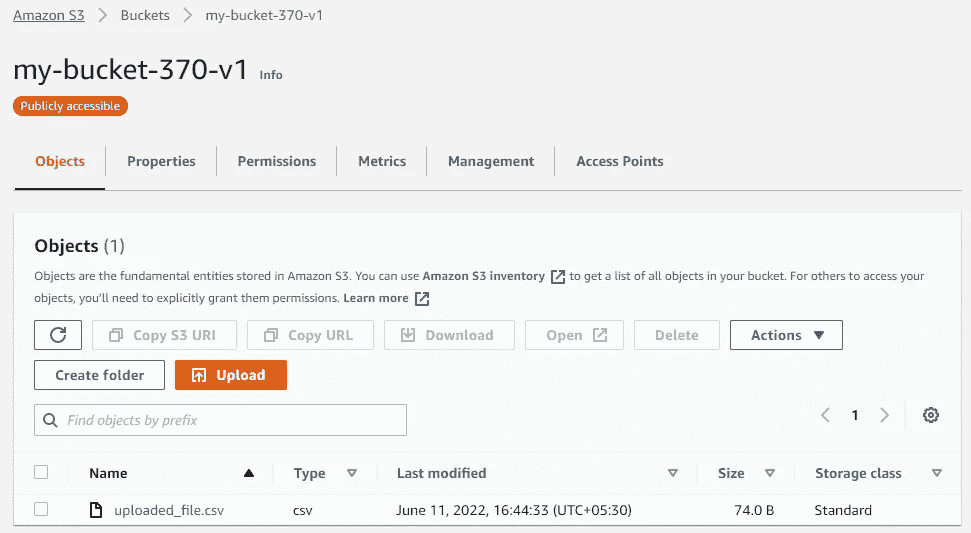 Amazon S3 > Buckets > my-bucket-370-v1
my-bucket-370-v1 Info
Publicly accessible
Objects Properties Permissions Metrics Management Access Points
Objects (1)
Objects are the fundamental entities stored in Amazon S3. You can use Amazon S3 inventory to get a list of all objects in your bucket. For others to access your
objects, you'll need to explicitly grant them permissions. Learn more
Copy S3 URI Copy URL Download Open Delete Actions
Create folder Upload
Find objects by prefix 1
Name Type Last modified Size Storage class
uploaded_file.csv csv June 11, 2022, 16:44:33 (UTC+05:30) 74.0 B Standard